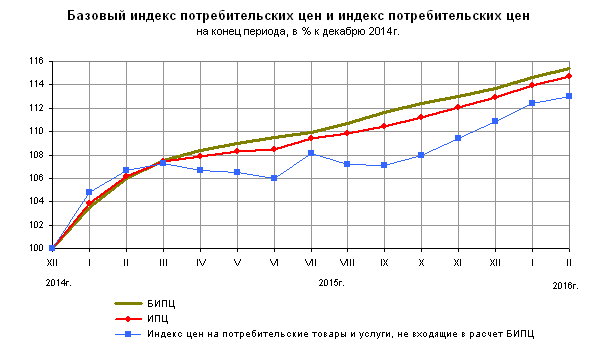 Базовый индекс потребительских цен и индекс потребительских цен
на конец периода, в % к декабрю 2014г.
116
114
112
110
108
106
104
102
100
XII I II III IV V VI VII VIII IX X XI XII I II
2014г. 2015г. 2016г.
БИПЦ
ИПЦ
Индекс цен на потребительские товары и услуги, не входящие в расчет БИПЦ